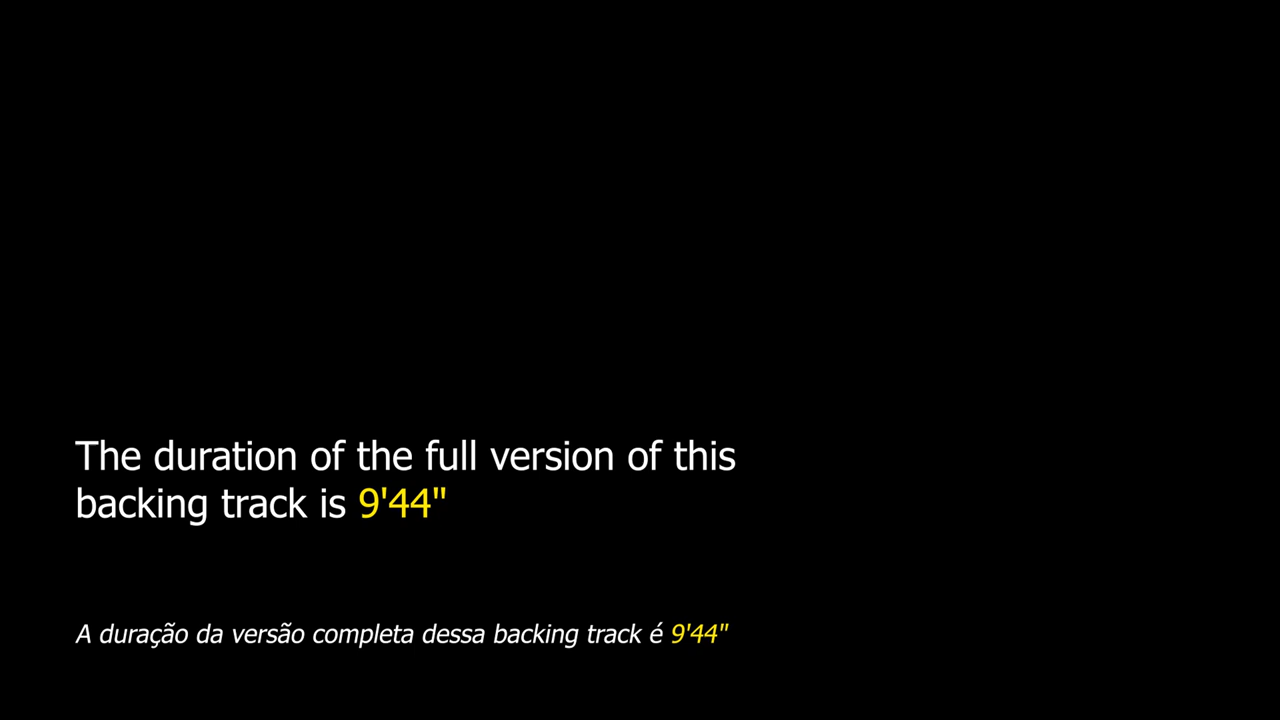 The duration of the full version of this
backing track is 9'44"
A duração da versão completa dessa backing track é 9'44"